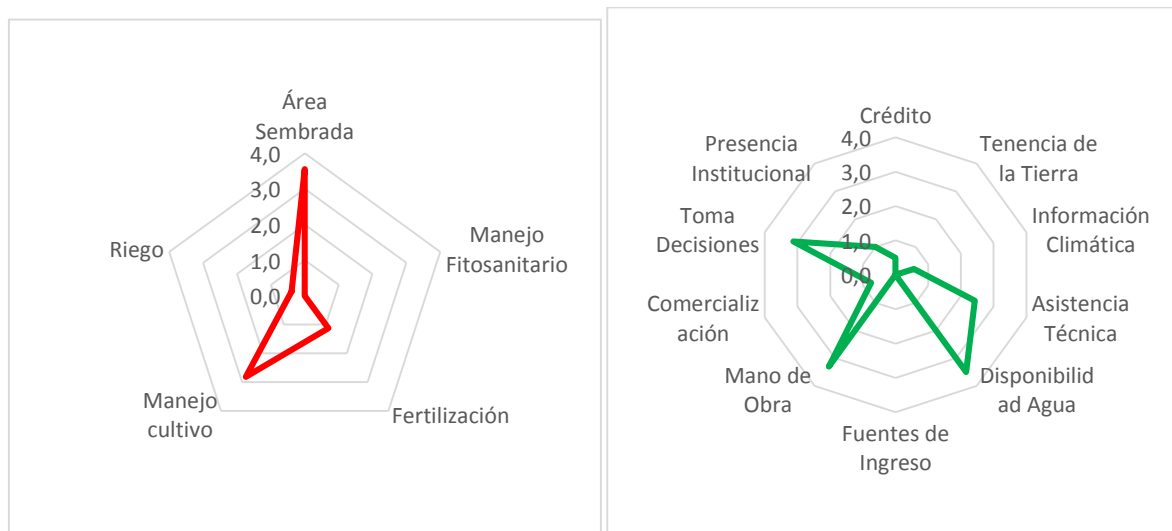 Área
Sembrada
4,0
3,0
2,0
1,0
0,0
Manejo
Fitosanitario
Fertilización
Manejo
cultivo
Riego
Crédito
4,0
3,0
2,0
1,0
0,0
Tenencia de
la Tierra
Información
Climática
Asistencia
Técnica
Disponibilid
ad Agua
Fuentes de
Ingreso
Mano de
Obra
Comercializ
ación
Toma
Decisiones
Presencia
Institucional